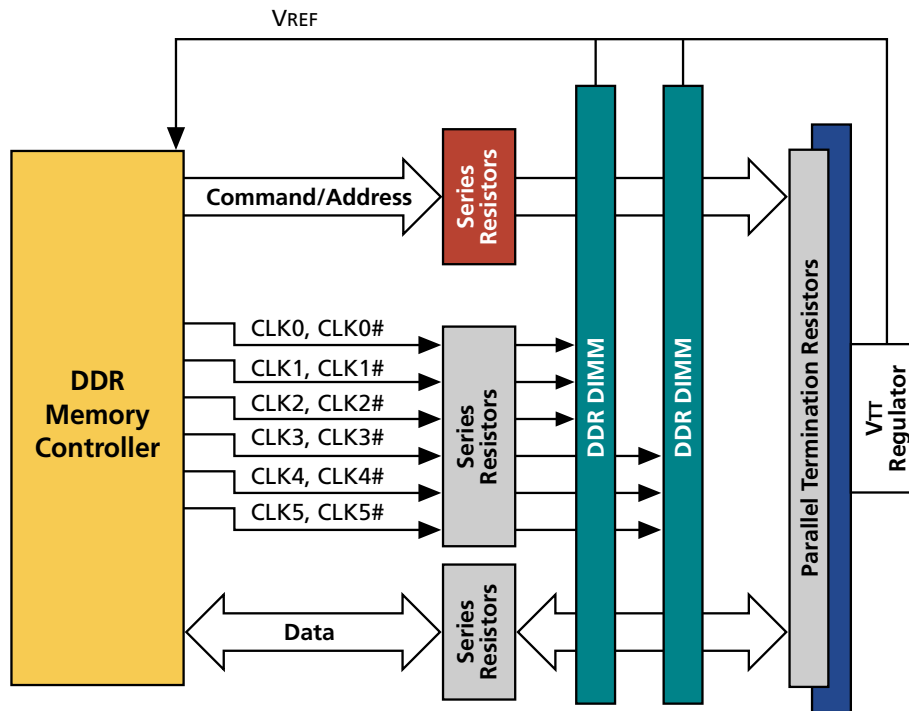 VREF
DDR
Memory
Controller
Command/Address
Series
Resistors
CLK0, CLK0#
CLK1, CLK1#
CLK2, CLK2#
CLK3, CLK3#
CLK4, CLK4#
CLK5, CLK5#
Series
Resistors
Data
Series
Resistors
DDR DIMM
DDR DIMM
Parallel Termination Resistors
VTT
Regulator